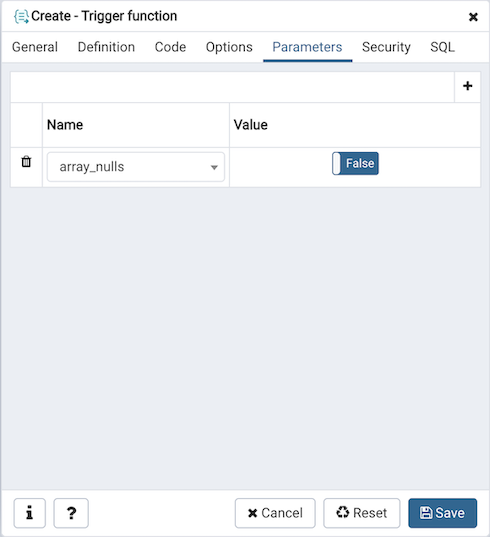 Create - Trigger function
General Definition Code Options Parameters Security SQL
Name Value
array_nulls False
Cancel Reset Save